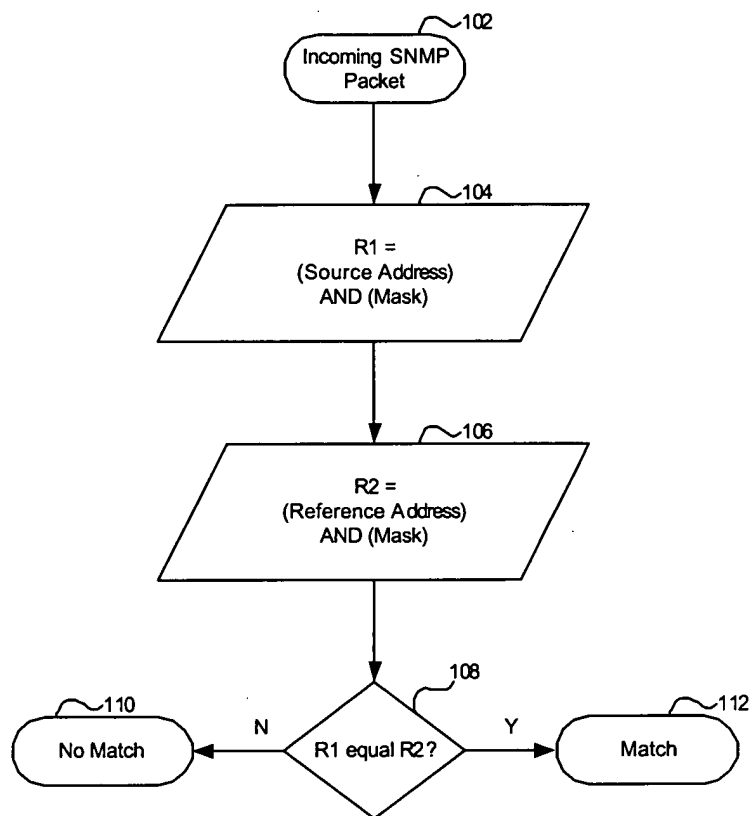 102
Incoming SNMP
Packet
104
R1 =
(Source Address)
AND (Mask)
106
R2 =
(Reference Address)
AND (Mask)
108
110
112
N
Y
No Match
R1 equal R2?
Match